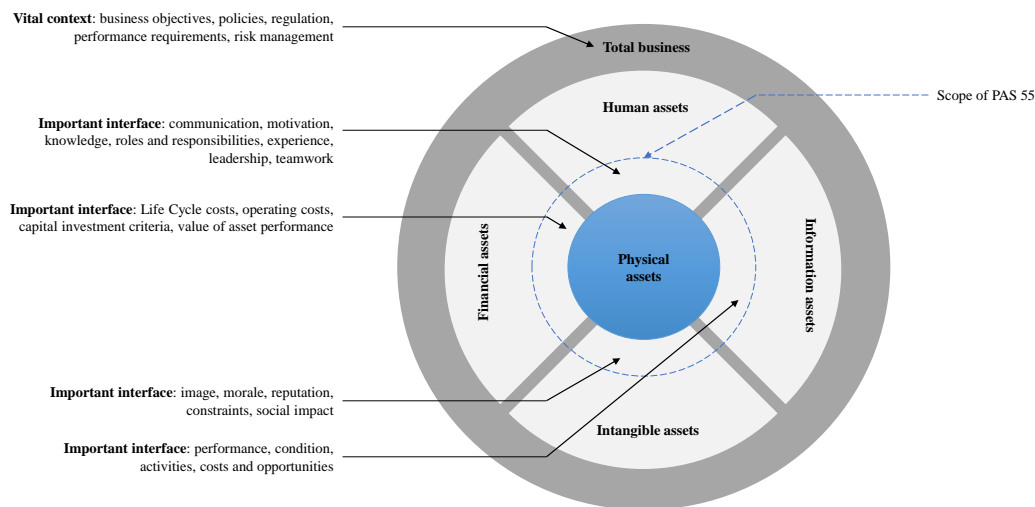 Vital context: business objectives, policies, regulation,
performance requirements, risk management
Total business
Scope of PAS 55
Human assets
Important interface: communication, motivation,
knowledge, roles and responsibilities, experience,
leadership, teamwork
Important interface: Life Cycle costs, operating costs,
capital investment criteria, value of asset performance
Financial assets
Physical
assets
Information assets
Important interface: image, morale, reputation,
constraints, social impact
Intangible assets
Important interface: performance, condition,
activities, costs and opportunities